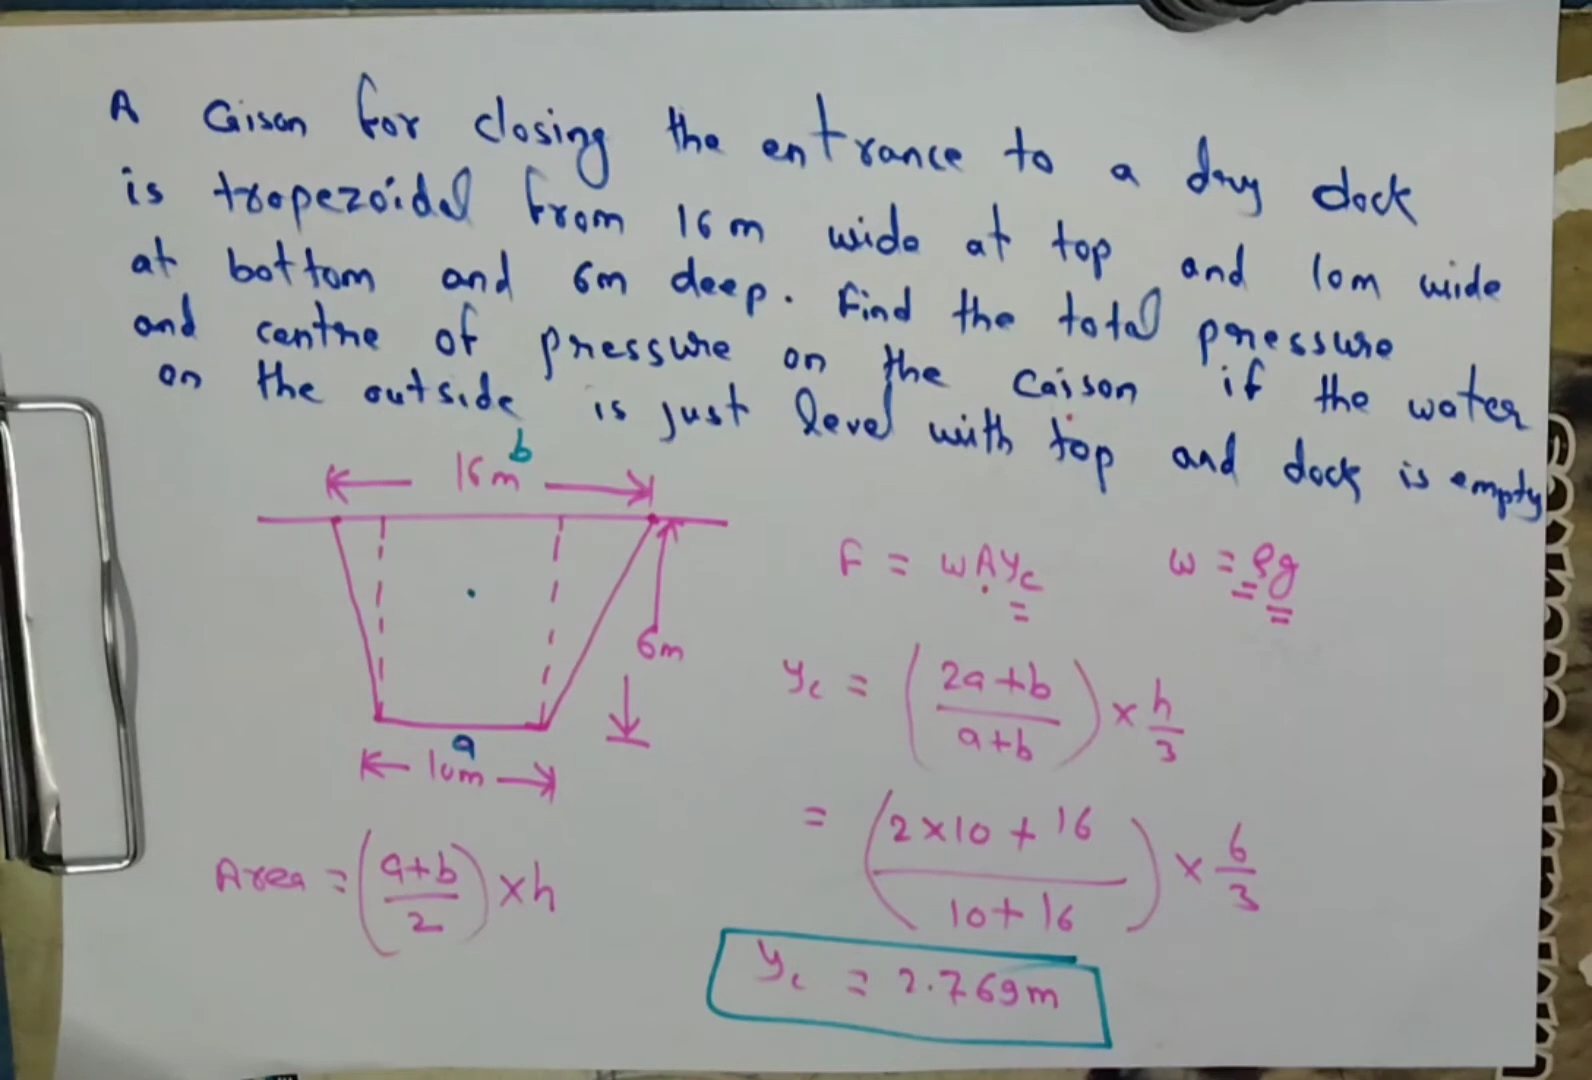 A Caison for closing the entrance to a dry dock
is tropezoidal from 16m wide at top and 10m wide
at bottom and 6m deep. Find the total pressure
and centre of pressure on the Caison if the water
on the outside is just level with top and dock is empty
b
16m
6m
a
10m
Area = (a+b/2) × h
F = wAyc w = ρg
yc = (2a+b/a+b) × h/3
= (2×10+16/10+16) × 6/3
yc = 2.769m